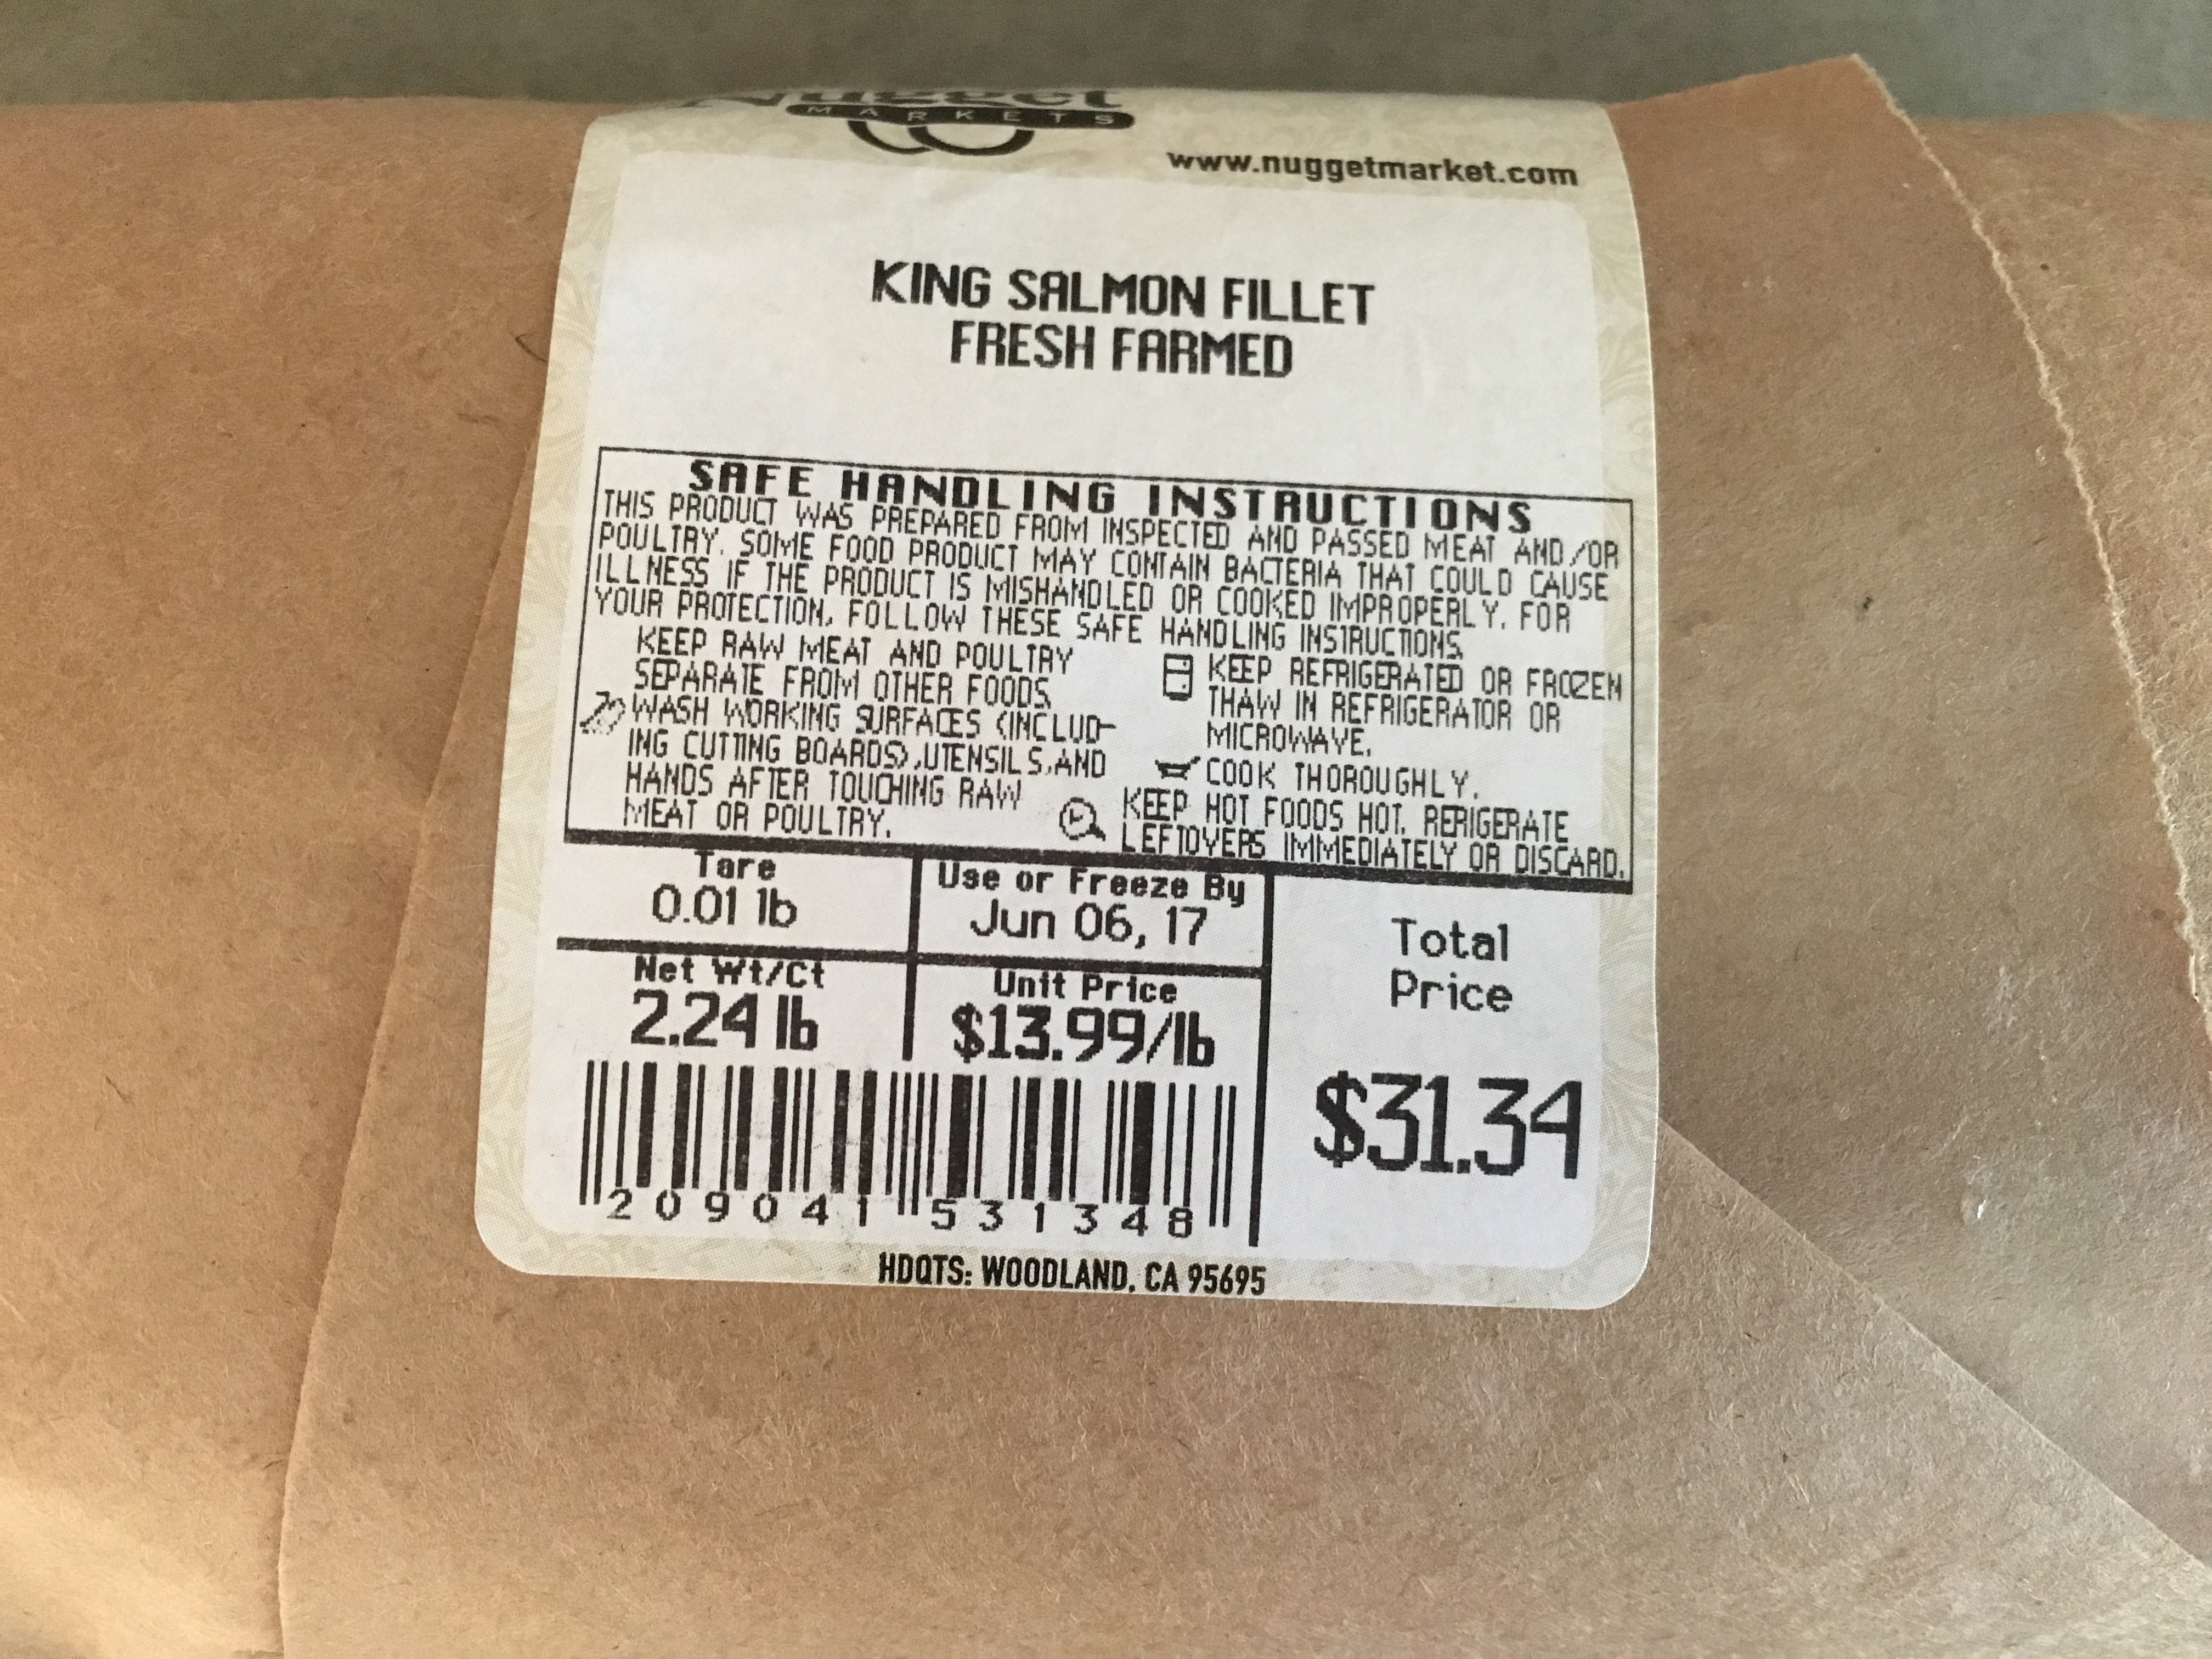 Nugget
MARKETS
www.nuggetmarket.com
KING SALMON FILLET
FRESH FARMED
SAFE HANDLING INSTRUCTIONS
THIS PRODUCT WAS PREPARED FROM INSPECTED AND PASSED MEAT AND/OR
POULTRY. SOME FOOD PRODUCT MAY CONTAIN BACTERIA THAT COULD CAUSE
ILLNESS IF THE PRODUCT IS MISHANDLED OR COOKED IMPROPERLY. FOR
YOUR PROTECTION, FOLLOW THESE SAFE HANDLING INSTRUCTIONS.
KEEP RAW MEAT AND POULTRY
SEPARATE FROM OTHER FOODS.
WASH WORKING SURFACES (INCLUD-
ING CUTTING BOARDS),UTENSILS,AND
HANDS AFTER TOUCHING RAW
MEAT OR POULTRY.
KEEP REFRIGERATED OR FROZEN
THAW IN REFRIGERATOR OR
MICROWAVE.
COOK THOROUGHLY.
KEEP HOT FOODS HOT. RERIGERATE
LEFTOVERS IMMEDIATELY OR DISCARD.
Tare
0.01 lb
Use or Freeze By
Jun 06, 17
Net Wt/Ct
2.24 lb
Unit Price
$13.99/lb
Total
Price
$31.34
2 09041 53134 8
HDQTS: WOODLAND, CA 95695